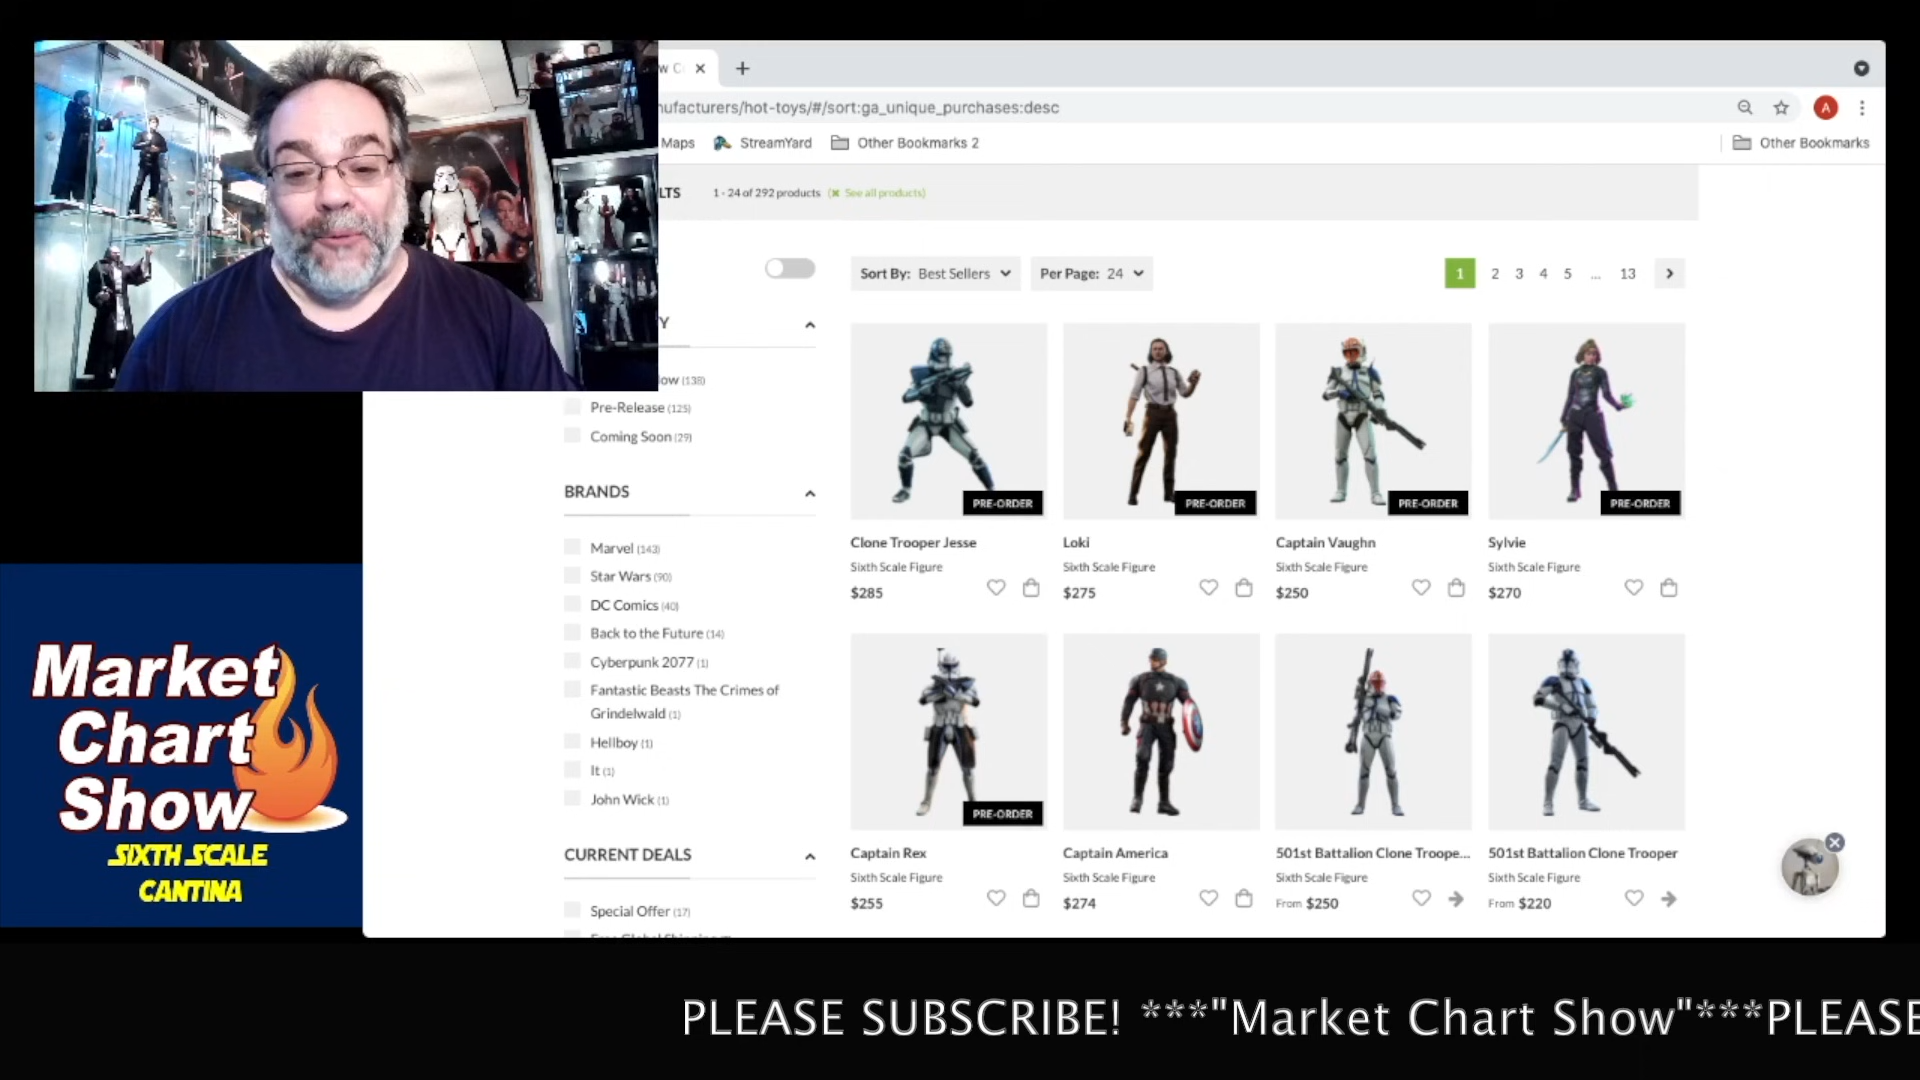 w C
nufacturers/hot-toys/#/sort:ga_unique_purchases:desc
A
Maps
StreamYard
Other Bookmarks 2
Other Bookmarks
LTS
1 - 24 of 292 products (✖ See all products)
Sort By: Best Sellers
Per Page: 24
1 2 3 4 5 ... 13
Y
low (138)
Pre-Release (125)
Coming Soon (29)
BRANDS
Marvel (143)
Star Wars (90)
DC Comics (40)
Back to the Future (14)
Cyberpunk 2077 (1)
Fantastic Beasts The Crimes of
Grindelwald (1)
Hellboy (1)
It (1)
John Wick (1)
CURRENT DEALS
Special Offer (17)
PRE-ORDER
PRE-ORDER
PRE-ORDER
PRE-ORDER
Clone Trooper Jesse
Sixth Scale Figure
$285
Loki
Sixth Scale Figure
$275
Captain Vaughn
Sixth Scale Figure
$250
Sylvie
Sixth Scale Figure
$270
PRE-ORDER
Captain Rex
Sixth Scale Figure
$255
Captain America
Sixth Scale Figure
$274
501st Battalion Clone Troope...
Sixth Scale Figure
From $250
501st Battalion Clone Trooper
Sixth Scale Figure
From $220
Market
Chart
Show
SIXTH SCALE
CANTINA
PLEASE SUBSCRIBE! ***"Market Chart Show"***PLEASE